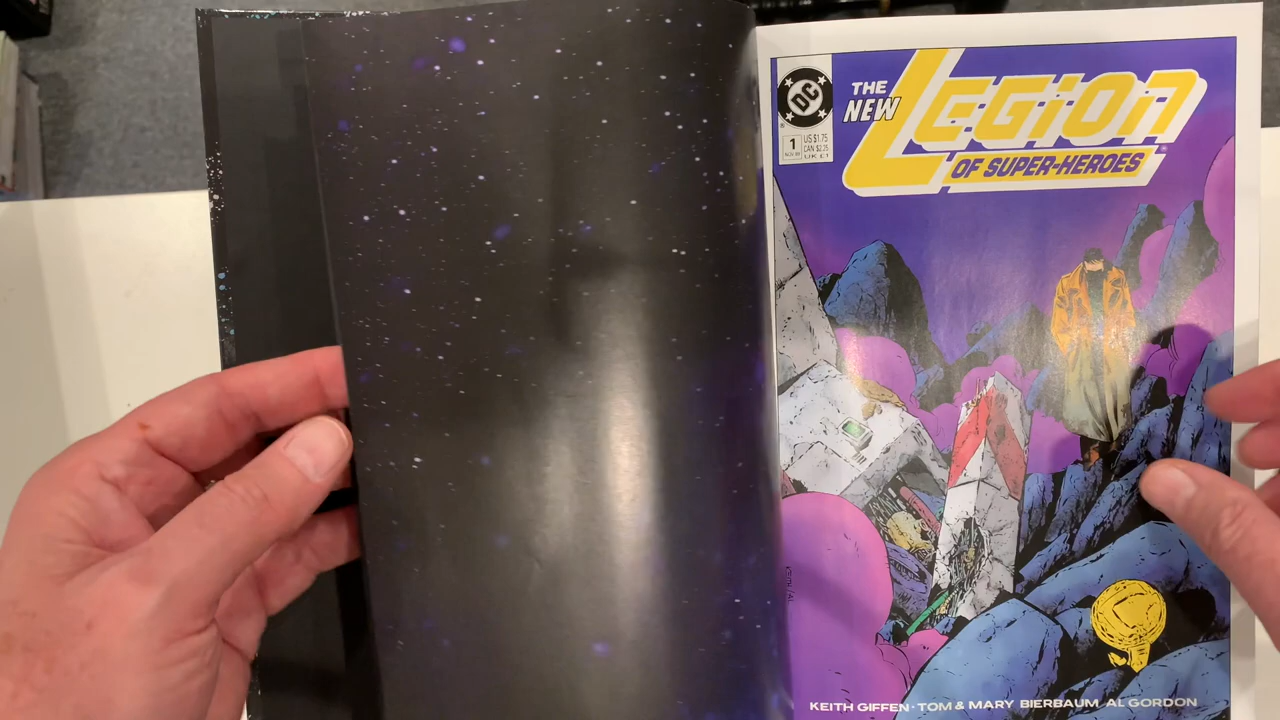 THE
NEW
LEGION
OF SUPER-HEROES
DC
1
US $1.75
CAN $2.25
UK £1
KEITH GIFFEN · TOM & MARY BIERBAUM AL GORDON